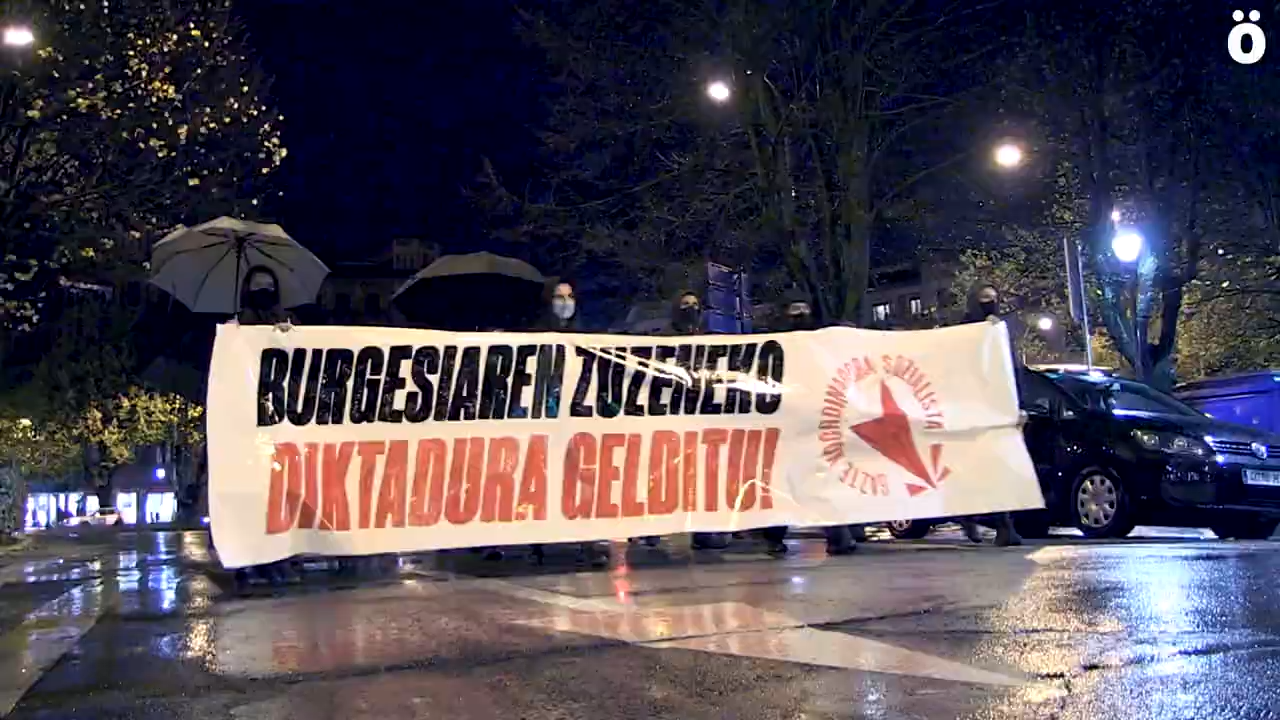 ö
BURGESIAREN ZUZENEKO
DIKTADURA GELDITU!
GAZTE KOORDINADORA SOZIALISTA